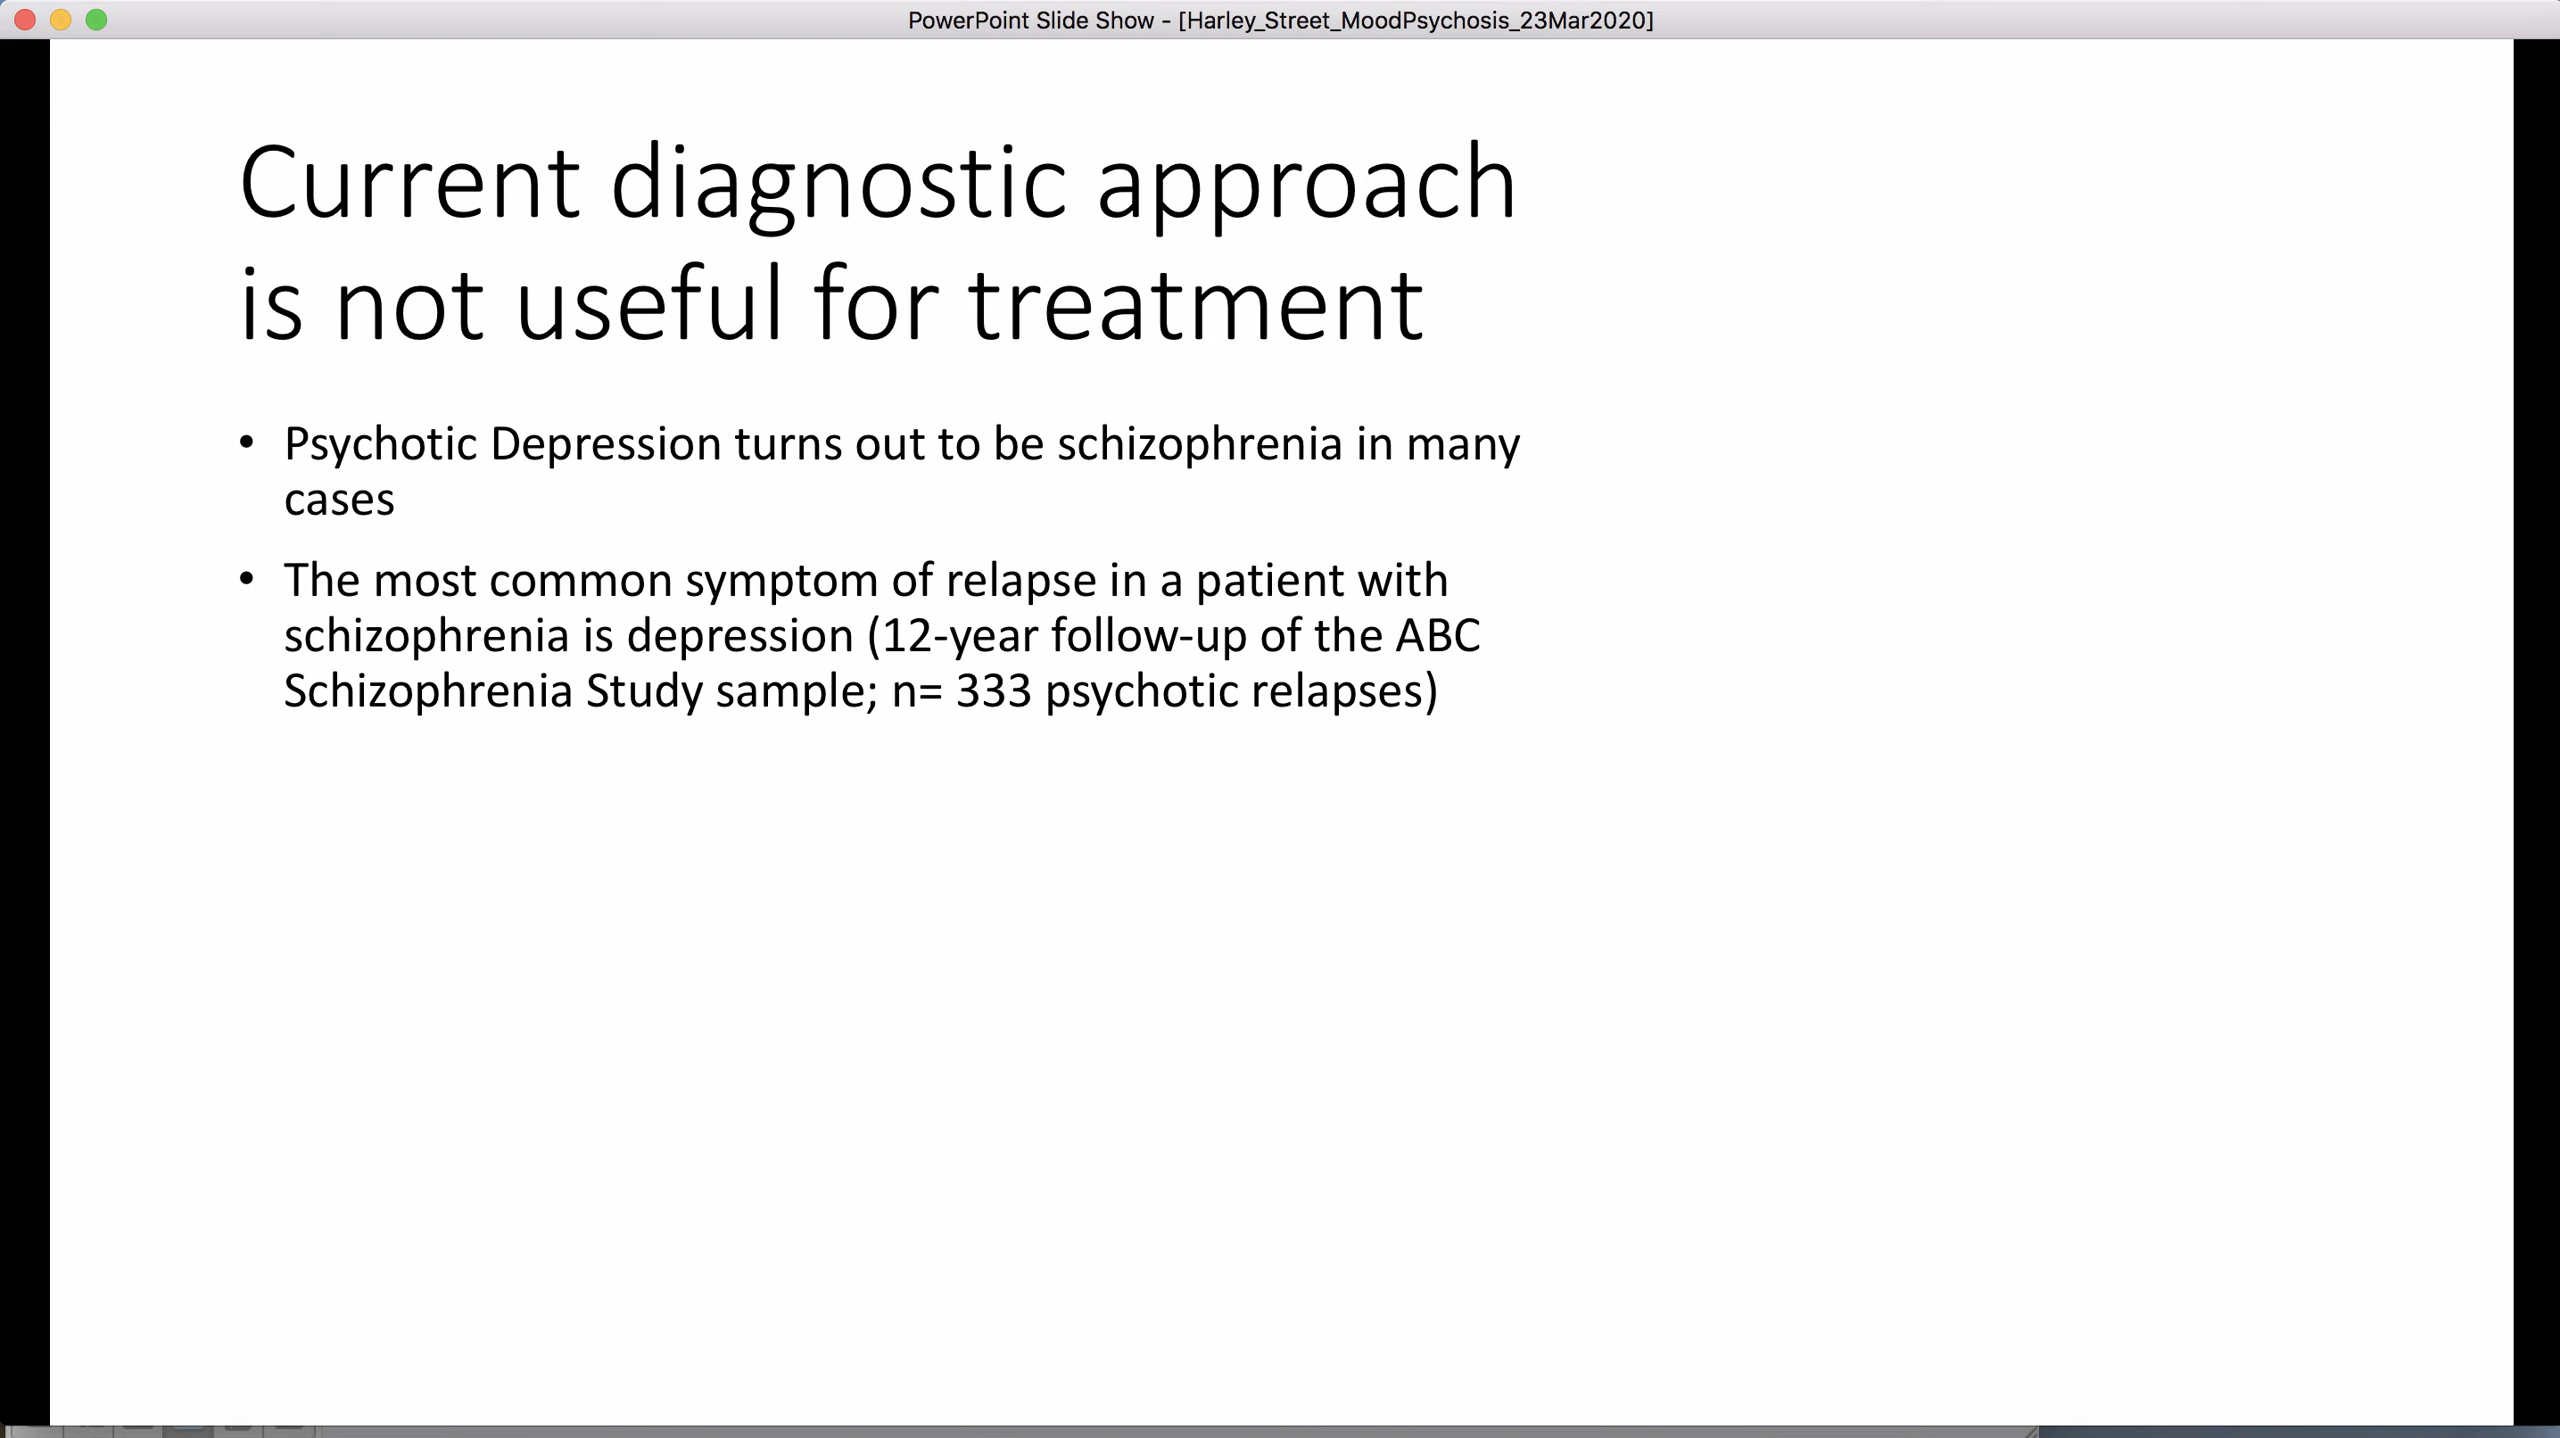 PowerPoint Slide Show - [Harley_Street_MoodPsychosis_23Mar2020]
Current diagnostic approach
is not useful for treatment
• Psychotic Depression turns out to be schizophrenia in many
cases
• The most common symptom of relapse in a patient with
schizophrenia is depression (12-year follow-up of the ABC
Schizophrenia Study sample; n= 333 psychotic relapses)